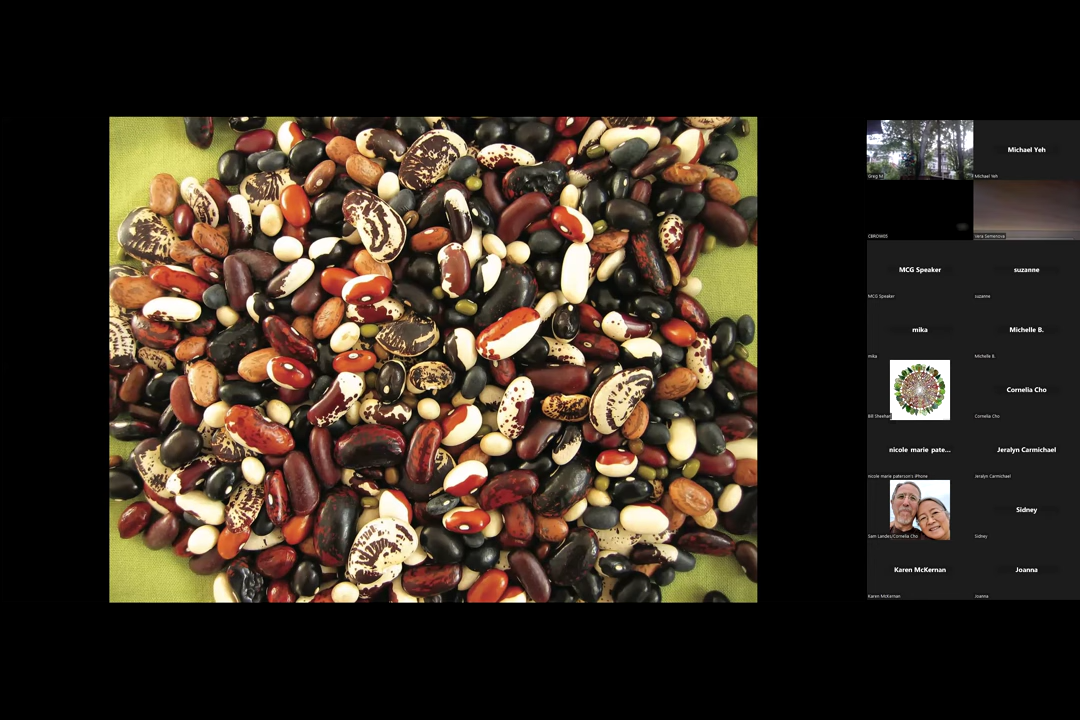 Greg M
Michael Yeh
Michael Yeh
CBROWÉS
Vera Semenova
MCG Speaker
MCG Speaker
suzanne
suzanne
mika
mika
Michelle B.
Michelle B.
Bill Sheehan
Cornelia Cho
Cornelia Cho
nicole marie pate...
nicole marie paterson's iPhone
Jeralyn Carmichael
Jeralyn Carmichael
Sam Landes/Cornelia Cho
Sidney
Sidney
Karen McKernan
Karen McKernan
Joanna
Joanna